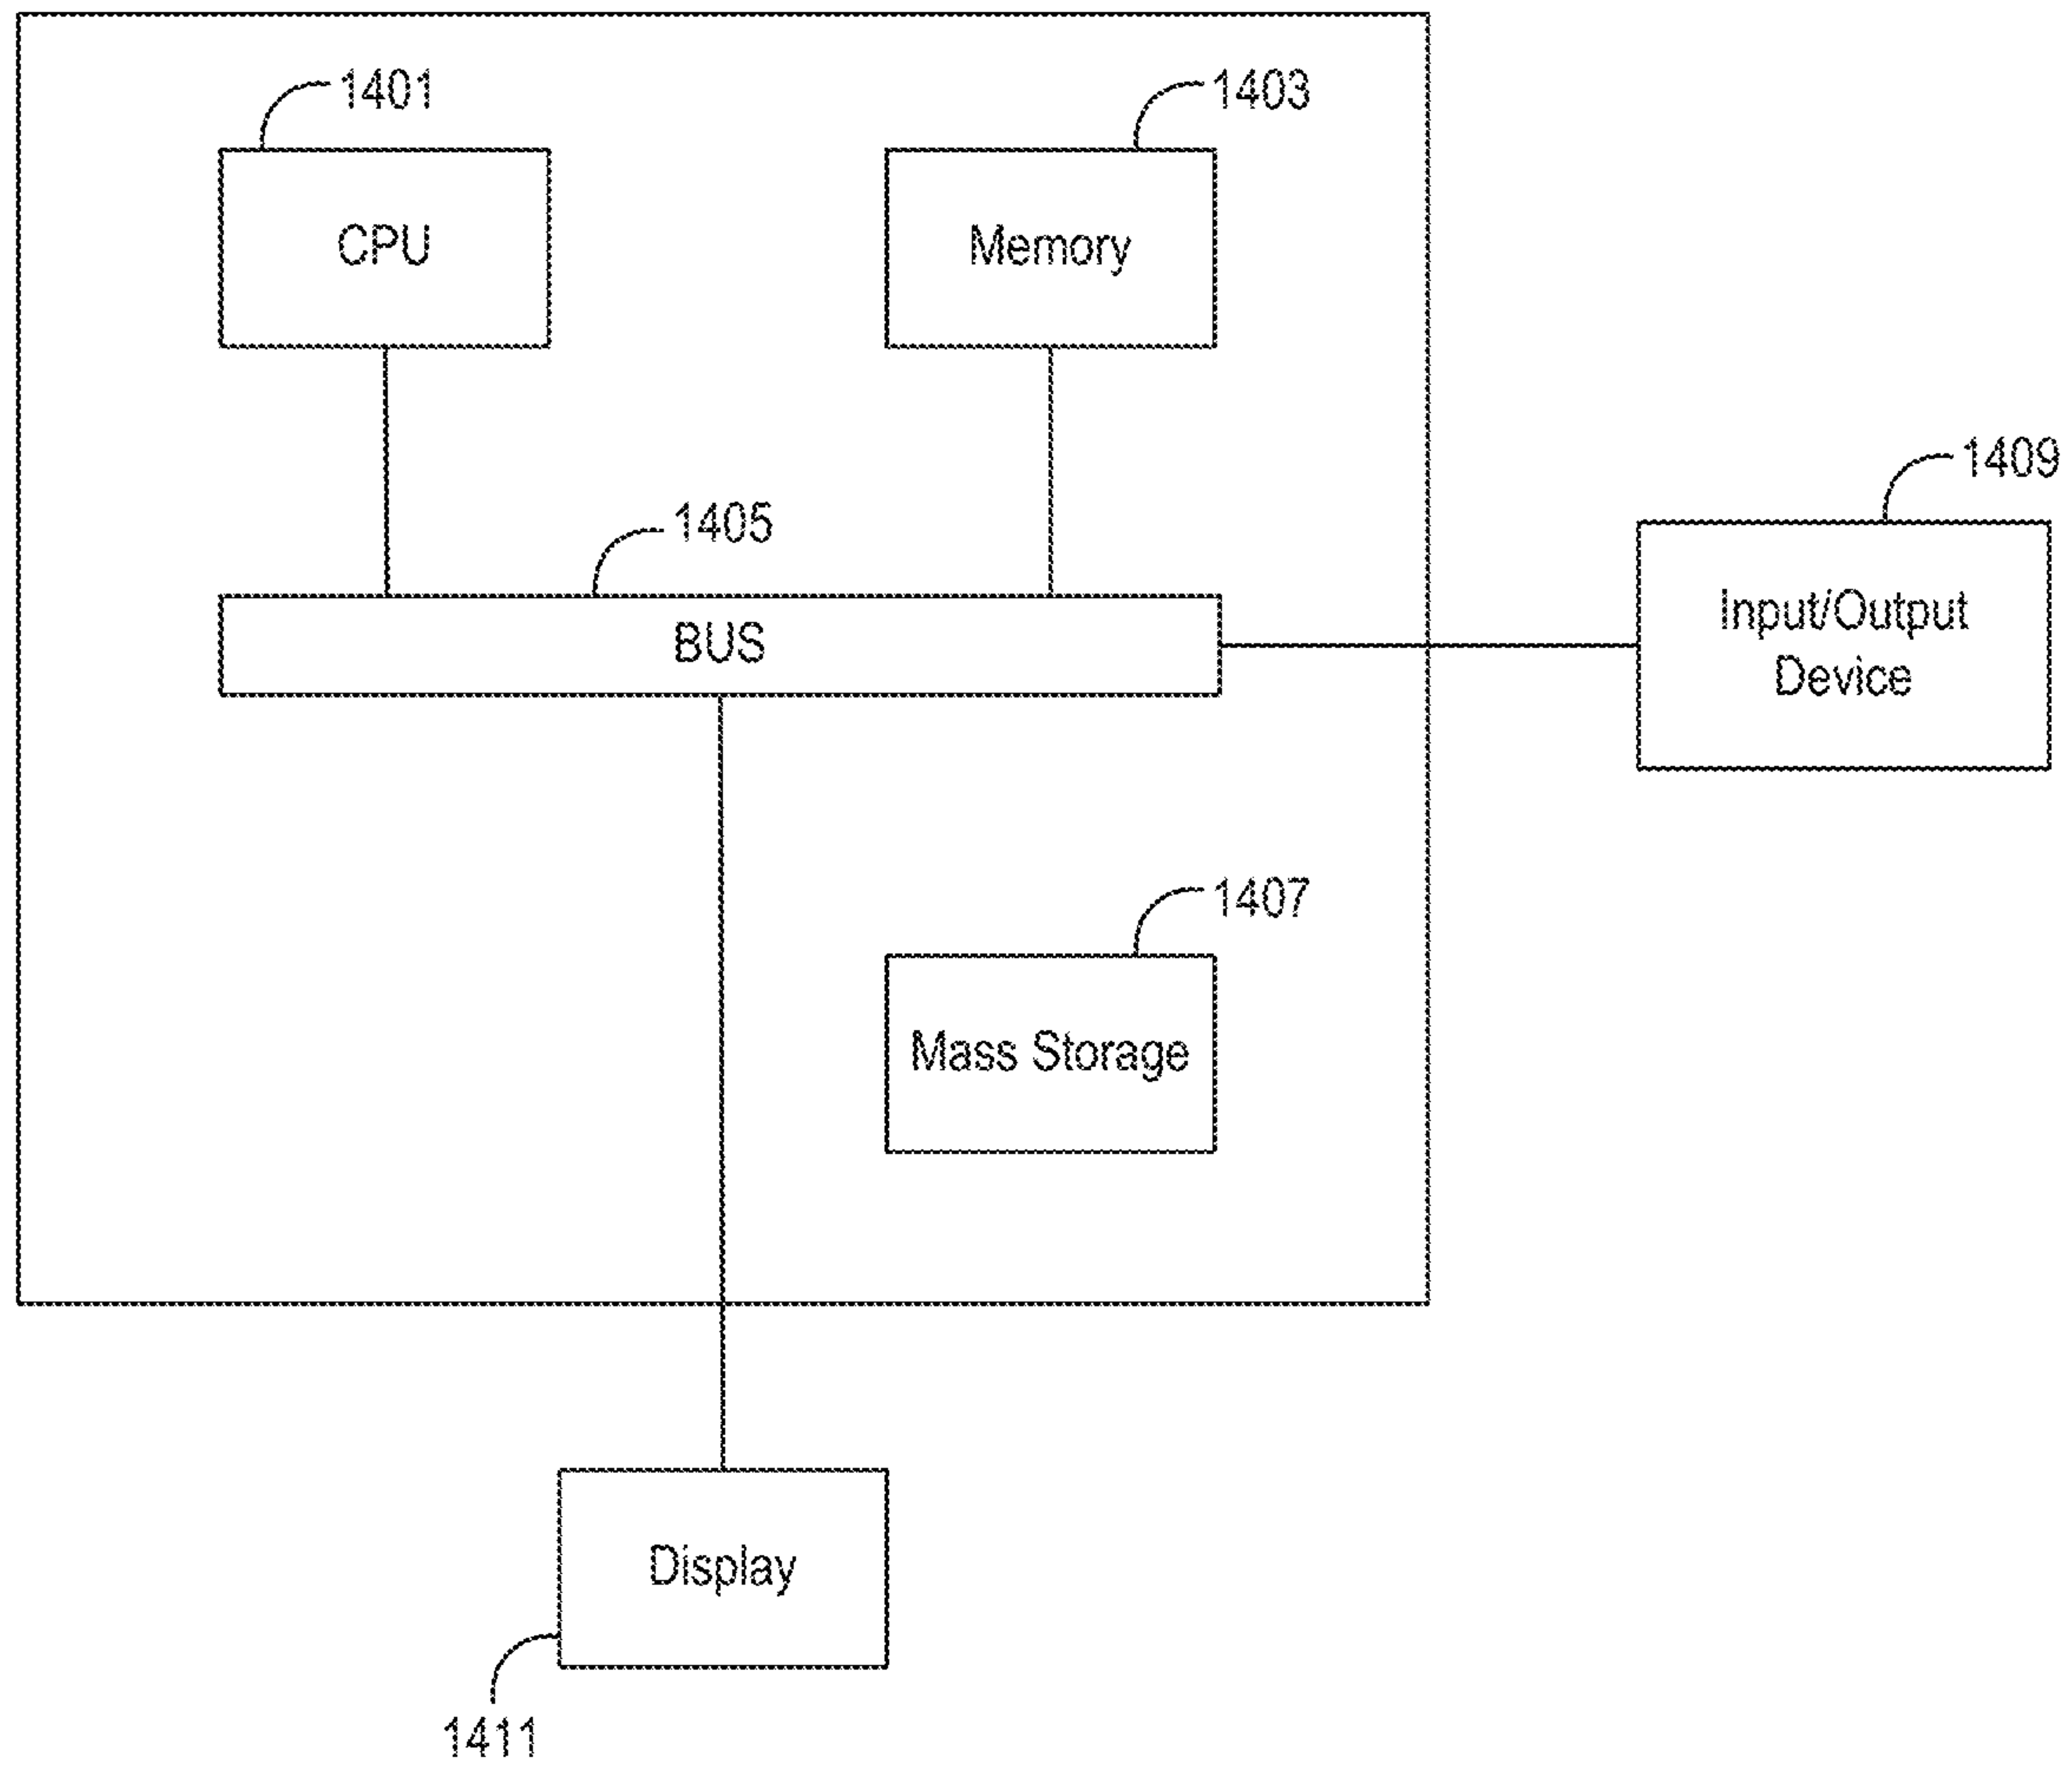 1401
1403
CPU
Memory
1405
1409
BUS
Input/Output
Device
1407
Mass Storage
Display
1411